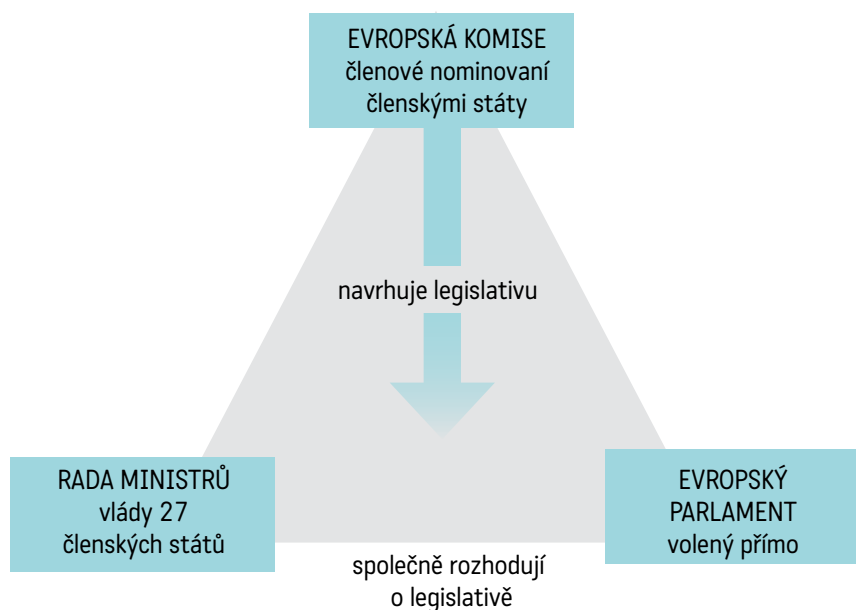 EVROPSKÁ KOMISE
členové nominovaní
členskými státy
navrhuje legislativu
RADA MINISTRŮ
vlády 27
členských států
EVROPSKÝ
PARLAMENT
volený přímo
společně rozhodují
o legislativě